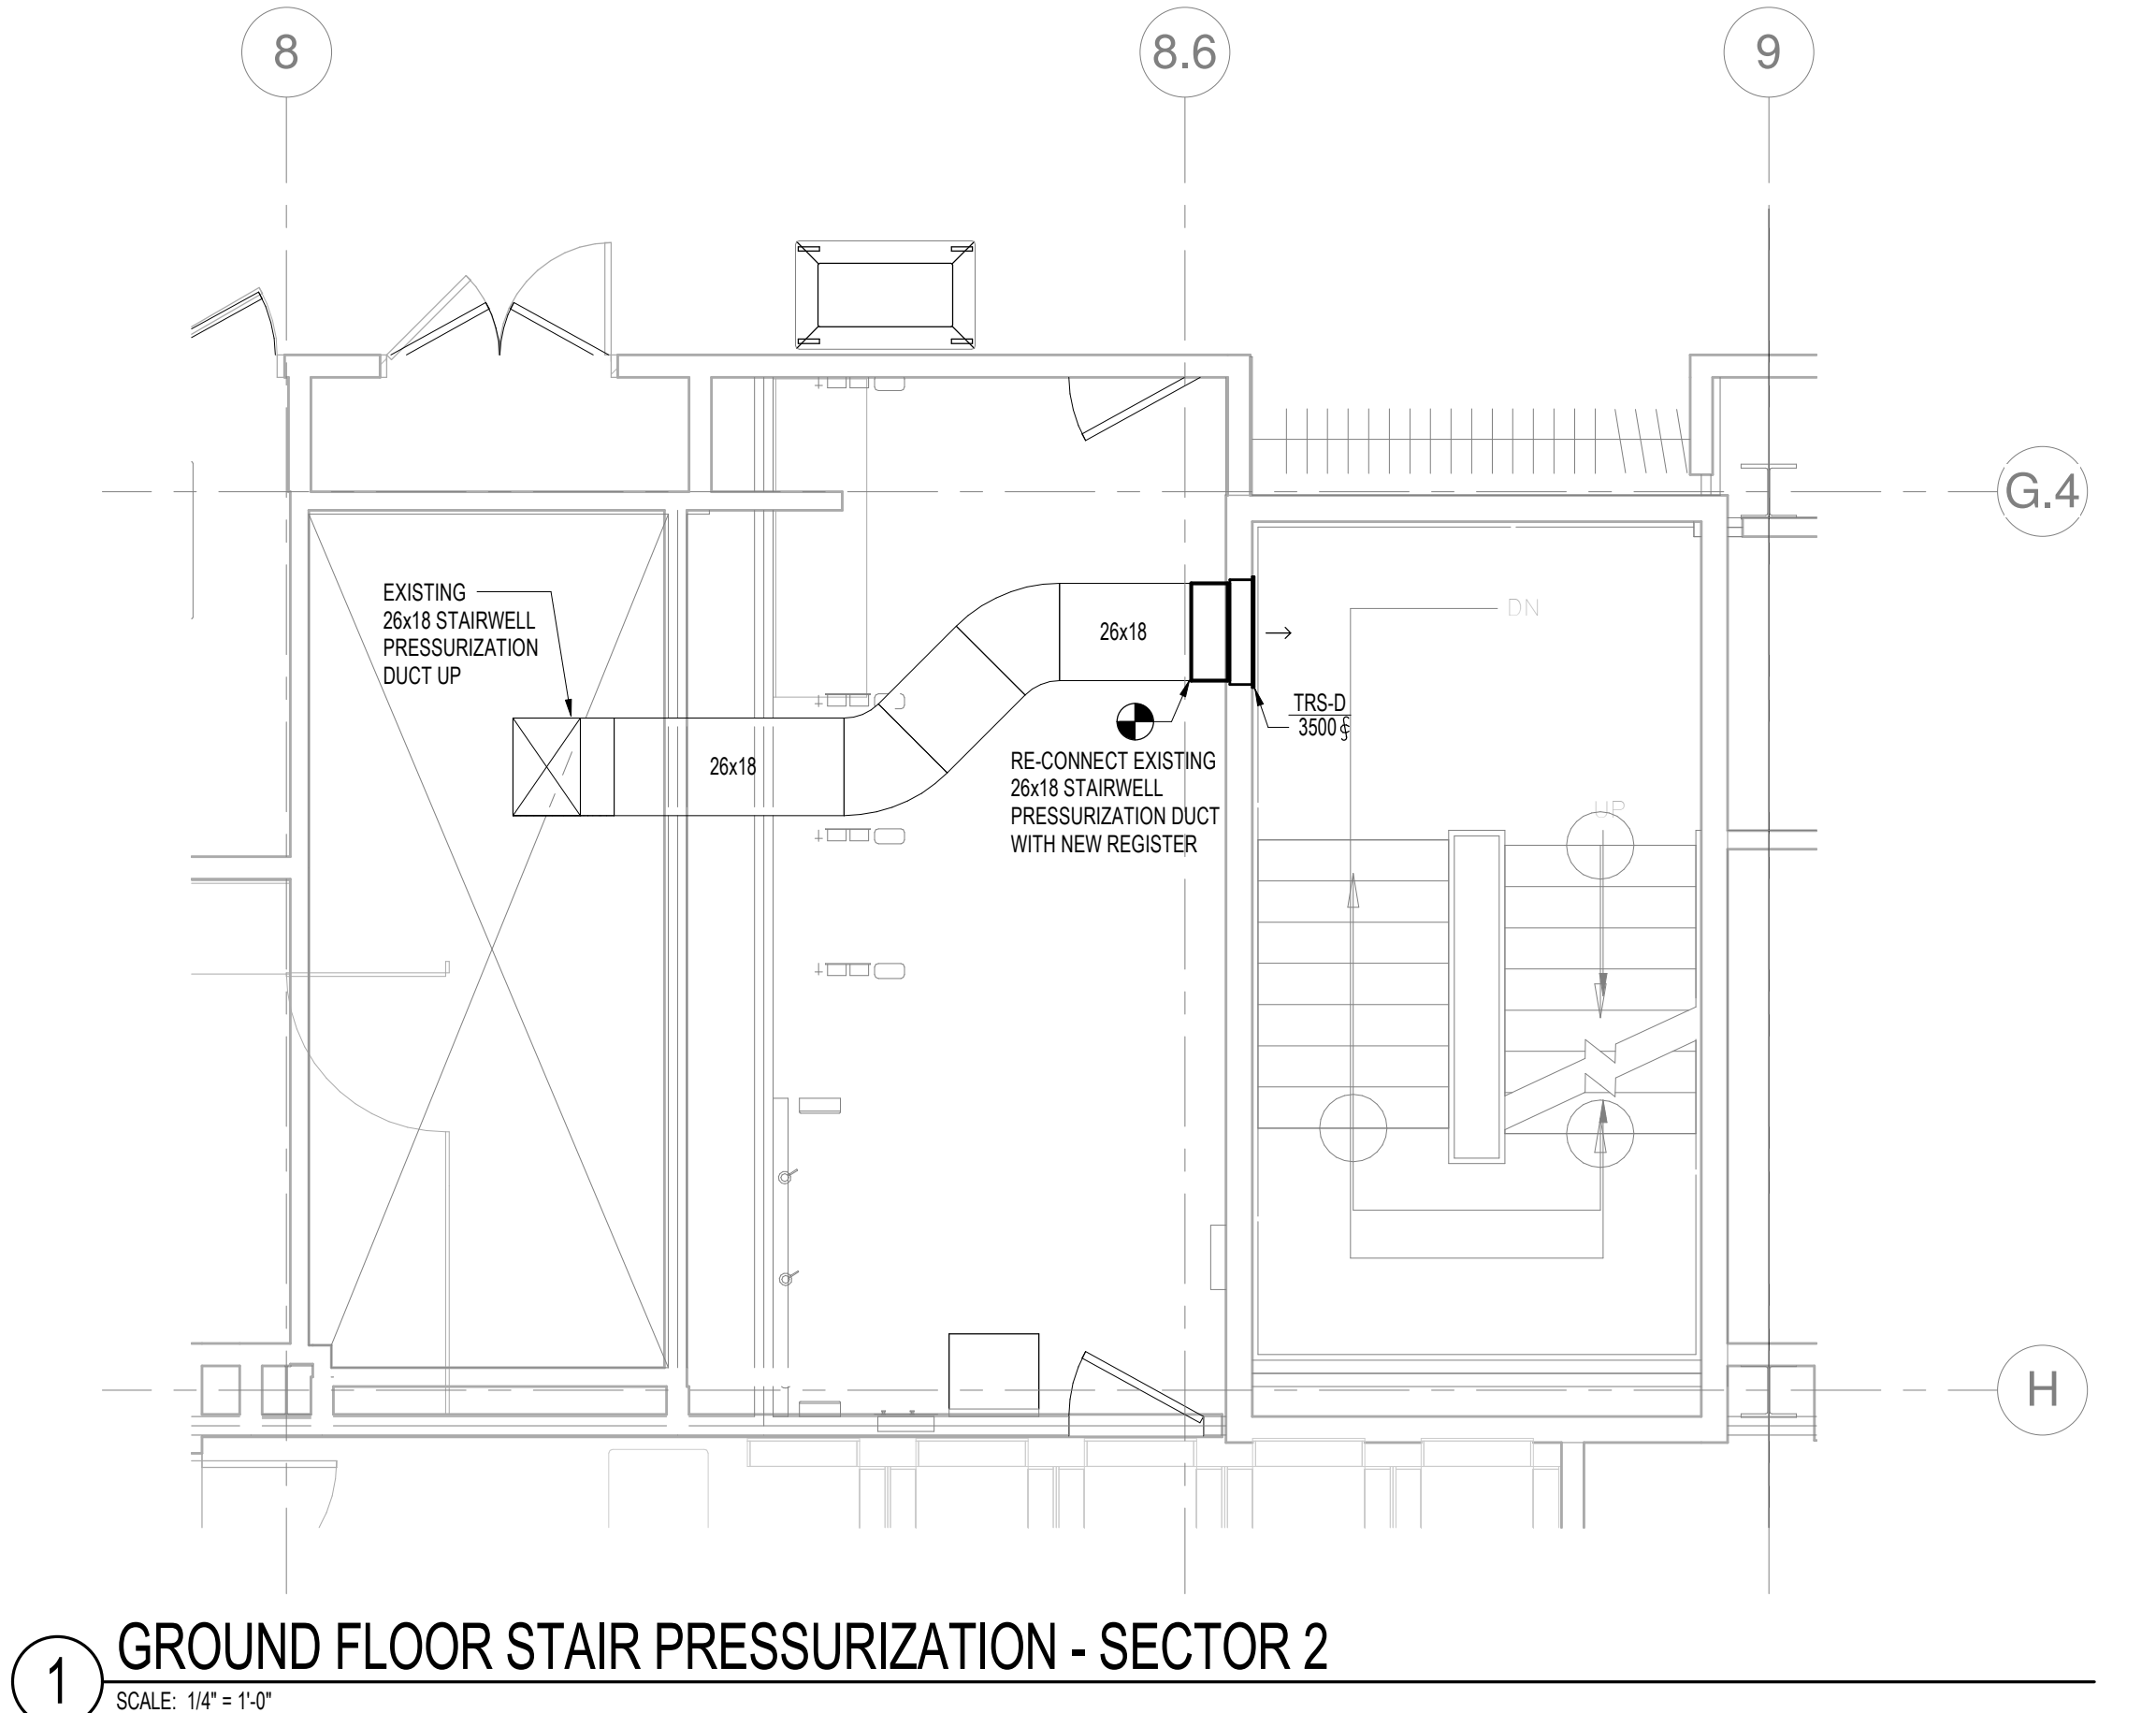 8
8.6
9
G.4
EXISTING
26x18 STAIRWELL
PRESSURIZATION
DUCT UP
26x18
DN
TRS-D
3500
26x18
RE-CONNECT EXISTING
26x18 STAIRWELL
PRESSURIZATION DUCT
WITH NEW REGISTER
UP
H
1
GROUND FLOOR STAIR PRESSURIZATION - SECTOR 2
SCALE: 1/4" = 1'-0"